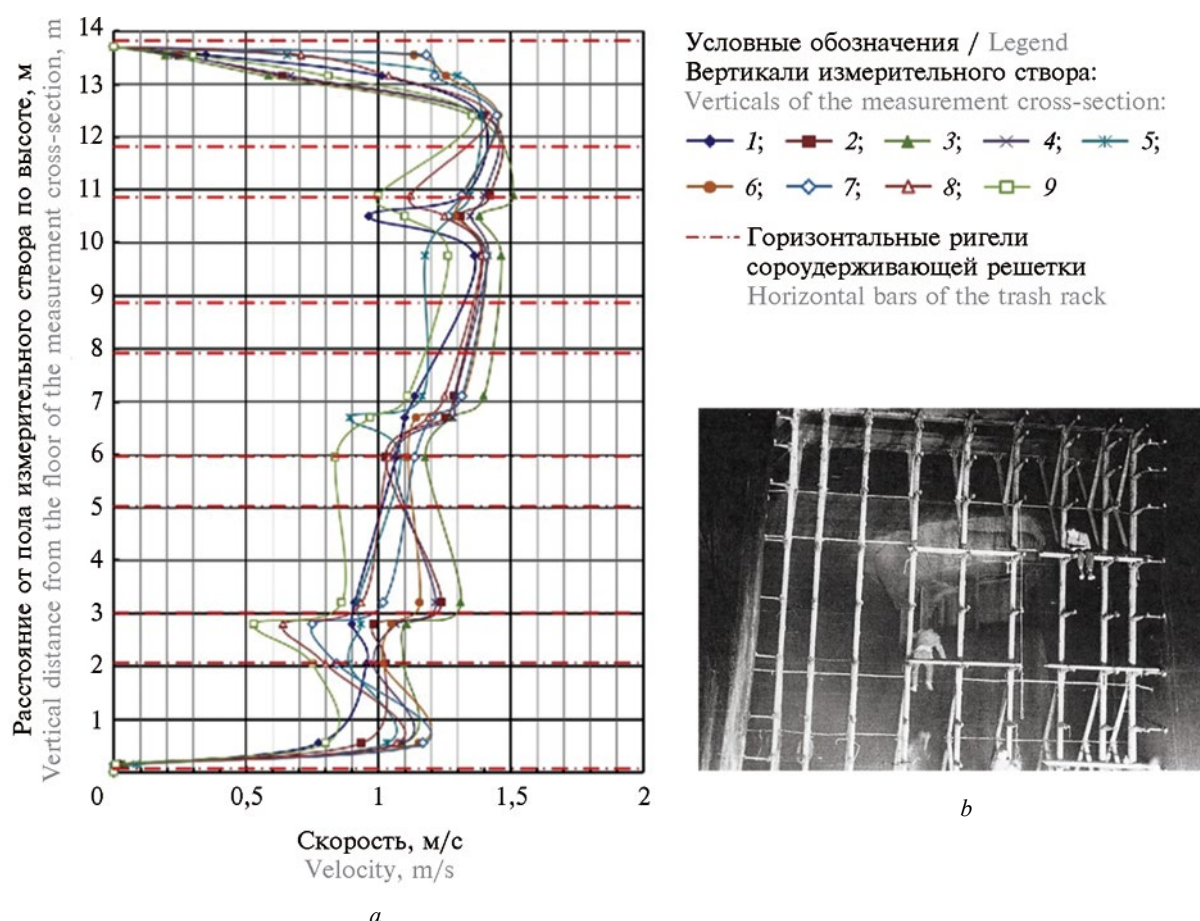 Расстояние от пола измерительного створа по высоте, м
Vertical distance from the floor of the measurement cross-section, m
14
13
12
11
10
9
8
7
6
5
4
3
2
1
0
0,5
1
1,5
2
Скорость, м/с
Velocity, m/s
a
Условные обозначения / Legend
Вертикали измерительного створа:
Verticals of the measurement cross-section:
1; 2; 3; 4; 5;
6; 7; 8; 9
Горизонтальные ригели
сороудерживающей решетки
Horizontal bars of the trash rack
b